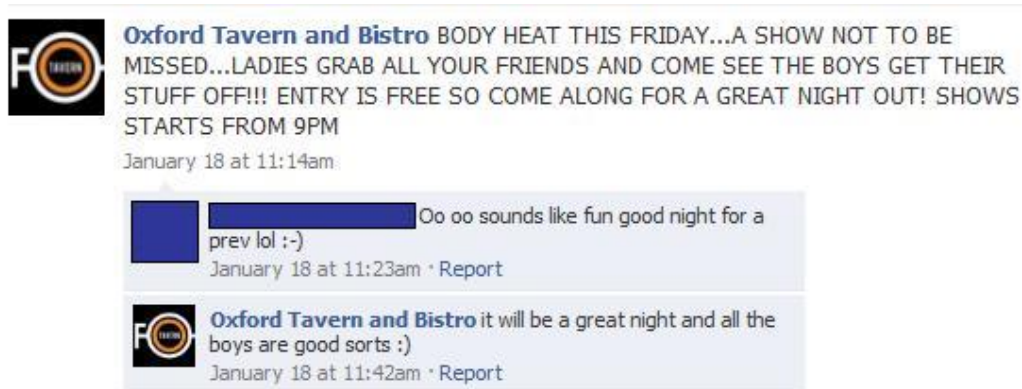 Oxford Tavern and Bistro BODY HEAT THIS FRIDAY...A SHOW NOT TO BE
MISSED...LADIES GRAB ALL YOUR FRIENDS AND COME SEE THE BOYS GET THEIR
STUFF OFF!!! ENTRY IS FREE SO COME ALONG FOR A GREAT NIGHT OUT! SHOWS
STARTS FROM 9PM
January 18 at 11:14am
Oo oo sounds like fun good night for a
prev lol :-)
January 18 at 11:23am · Report
Oxford Tavern and Bistro it will be a great night and all the
boys are good sorts :)
January 18 at 11:42am · Report